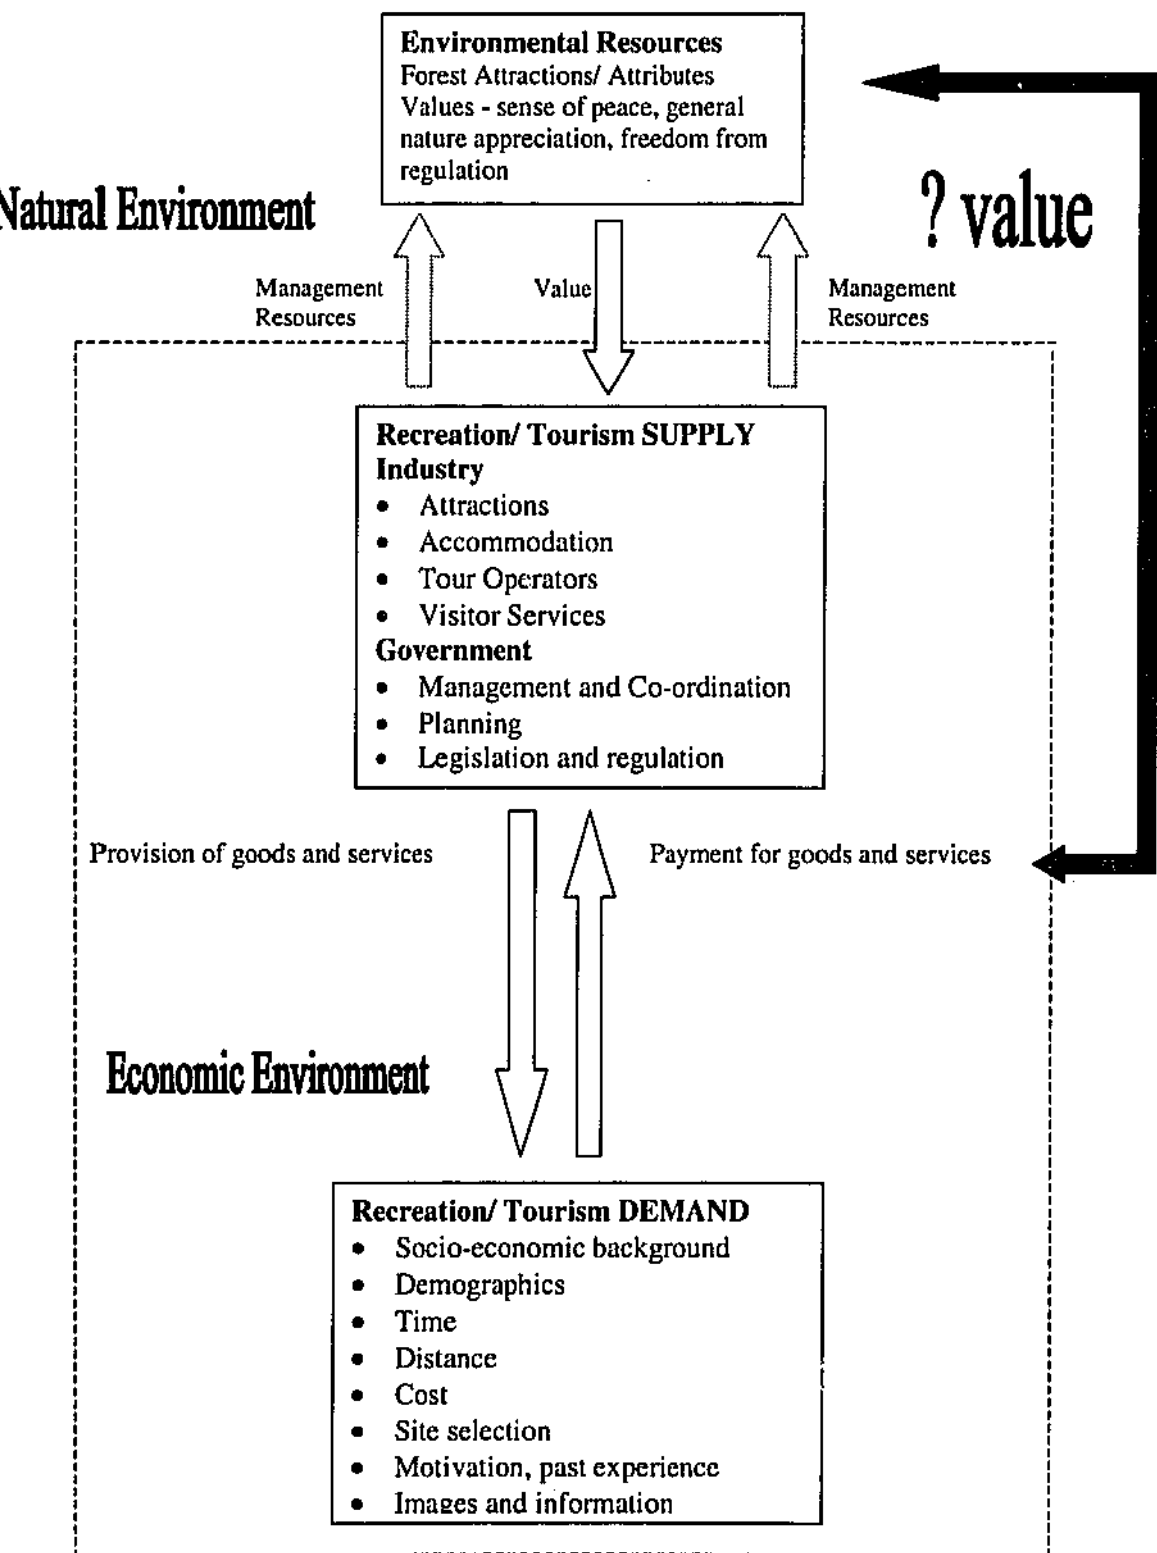 Environmental Resources
Forest Attractions/ Attributes
Values - sense of peace, general
nature appreciation, freedom from
regulation
Natural Environment
? value
Management
Resources
Value
Management
Resources
Recreation/ Tourism SUPPLY
Industry
• Attractions
• Accommodation
• Tour Operators
• Visitor Services
Government
• Management and Co-ordination
• Planning
• Legislation and regulation
Provision of goods and services
Payment for goods and services
Economic Environment
Recreation/ Tourism DEMAND
• Socio-economic background
• Demographics
• Time
• Distance
• Cost
• Site selection
• Motivation, past experience
• Images and information